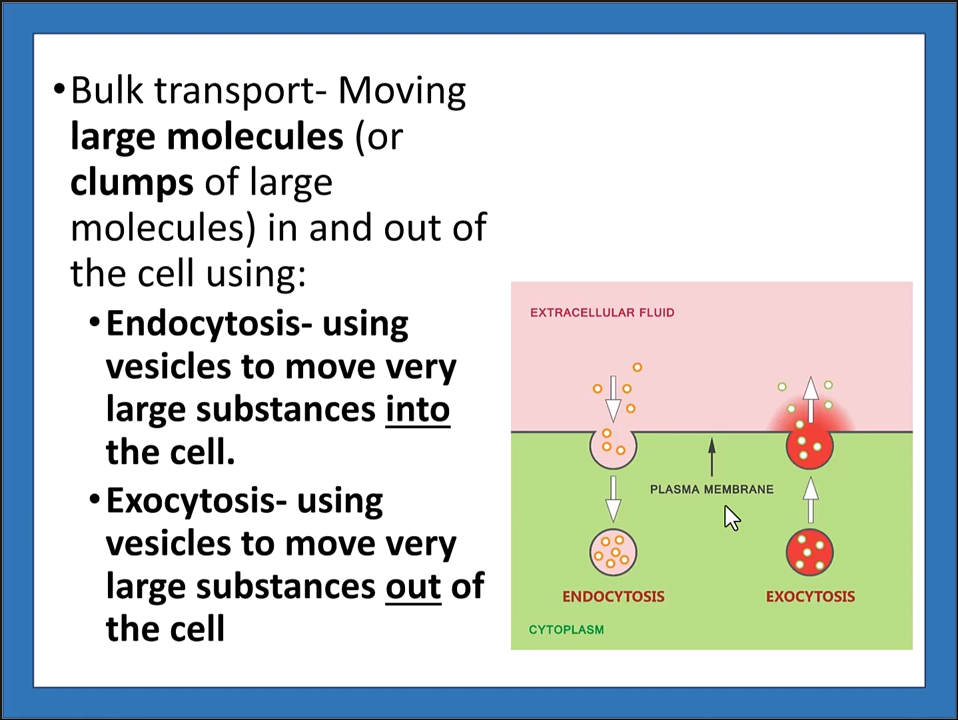 •Bulk transport- Moving
large molecules (or
clumps of large
molecules) in and out of
the cell using:
•Endocytosis- using
vesicles to move very
large substances into
the cell.
•Exocytosis- using
vesicles to move very
large substances out of
the cell
EXTRACELLULAR FLUID
PLASMA MEMBRANE
ENDOCYTOSIS
EXOCYTOSIS
CYTOPLASM